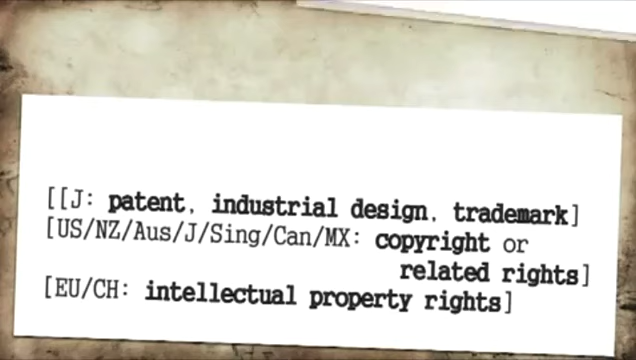 [[J: patent, industrial design, trademark]
[US/NZ/Aus/J/Sing/Can/MX: copyright or
related rights]
[EU/CH: intellectual property rights]